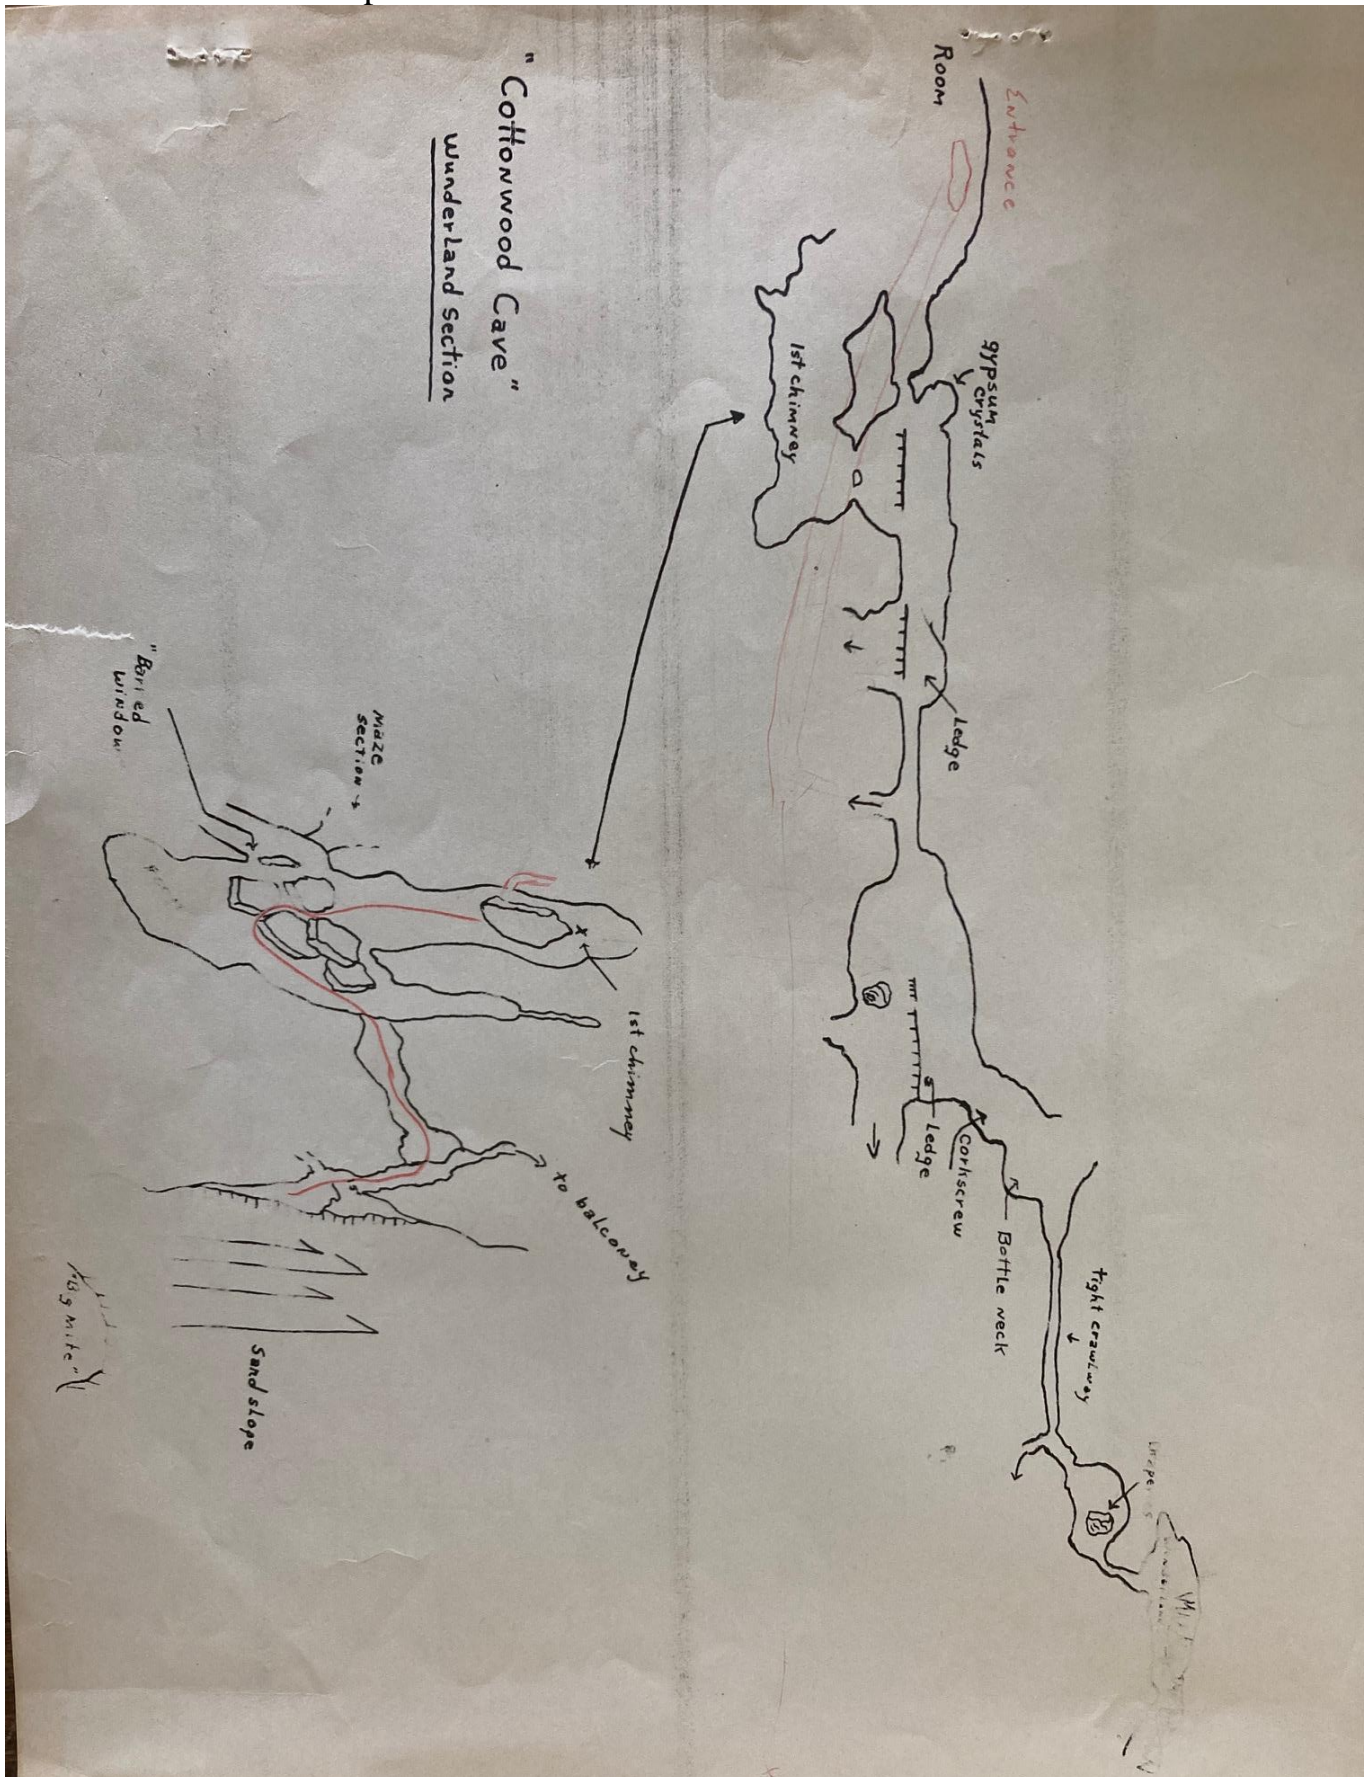 "Cottonwood Cave"
Wunderland Section
Entrance
Room
gypsum
crystals
1st chimney
Ledge
Ledge
Corkscrew
Bottle neck
tight crawlway
Maze
section
window
1st chimney
to balconey
Sand slope